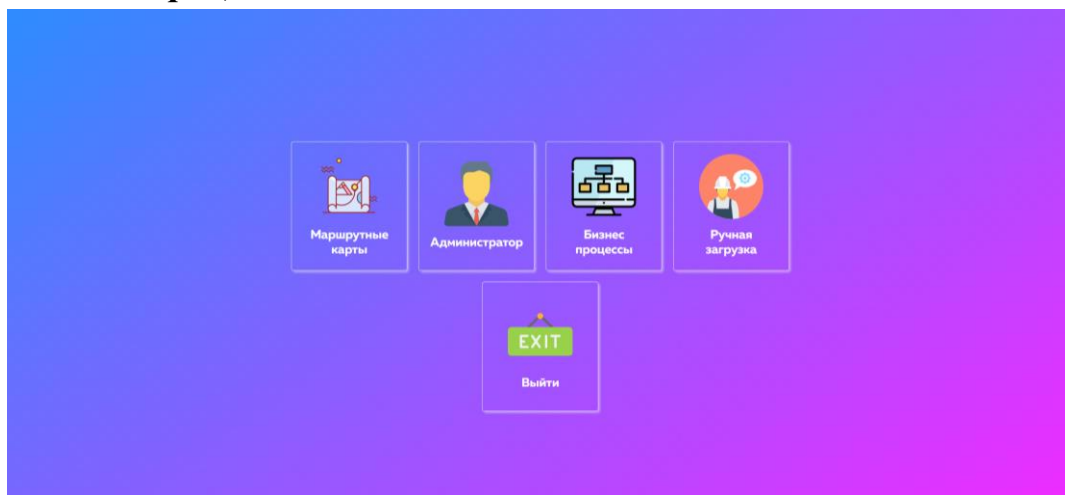 Маршрутные
карты
Администратор
Бизнес
процессы
Ручная
загрузка
EXIT
Выйти